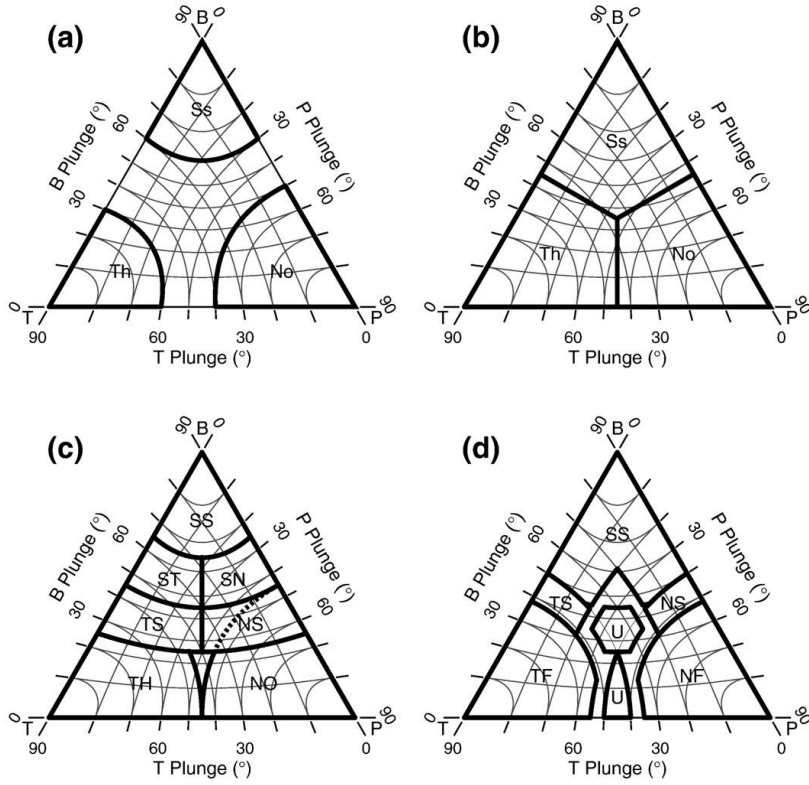 (a)
90 B 0
B Plunge (°)
P Plunge (°)
60
30
30
60
Ss
Th
No
0 T
P 90
90 60 30 0
T Plunge (°)
(b)
90 B 0
B Plunge (°)
P Plunge (°)
60
30
30
60
Ss
Th
No
0 T
P 90
90 60 30 0
T Plunge (°)
(c)
90 B 0
B Plunge (°)
P Plunge (°)
60
30
30
60
SS
ST SN
TS NS
TH NO
0 T
P 90
90 60 30 0
T Plunge (°)
(d)
90 B 0
B Plunge (°)
P Plunge (°)
60
30
30
60
SS
TS NS
U
TF NF
U
0 T
P 90
90 60 30 0
T Plunge (°)